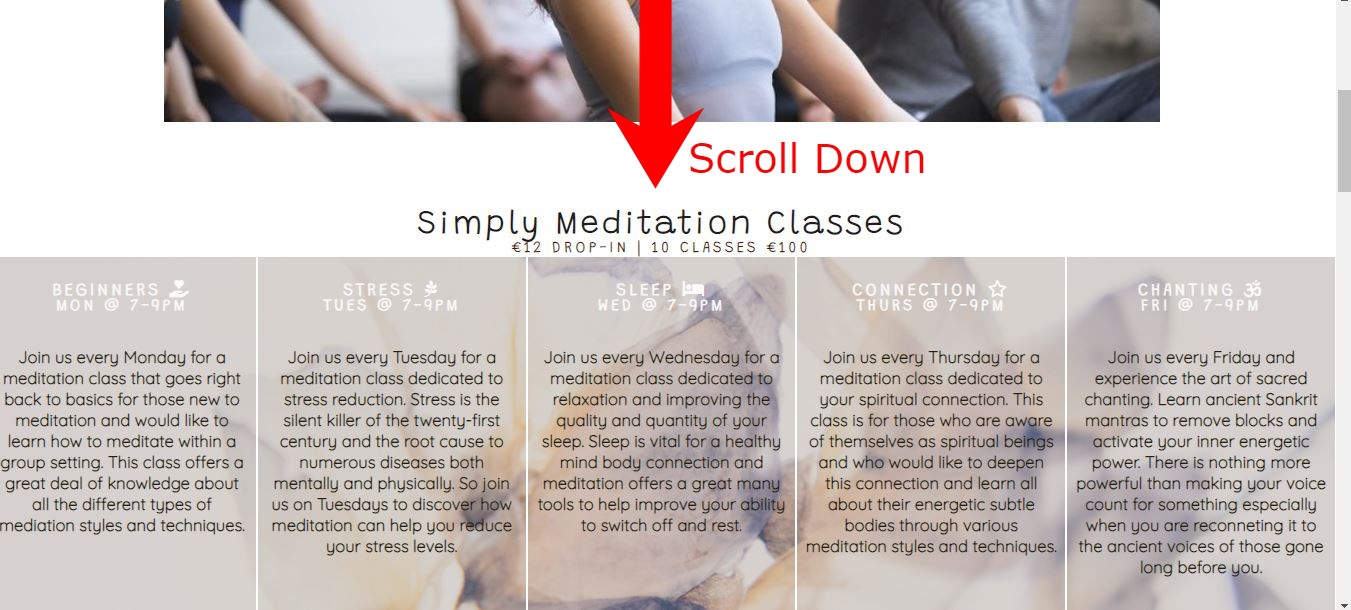 Scroll Down
Simply Meditation Classes
€12 DROP-IN | 10 CLASSES €100
BEGINNERS
MON @ 7-9PM
Join us every Monday for a
meditation class that goes right
back to basics for those new to
meditation and would like to
learn how to meditate within a
group setting. This class offers a
great deal of knowledge about
all the different types of
mediation styles and techniques.
STRESS
TUES @ 7-9PM
Join us every Tuesday for a
meditation class dedicated to
stress reduction. Stress is the
silent killer of the twenty-first
century and the root cause to
numerous diseases both
mentally and physically. So join
us on Tuesdays to discover how
meditation can help you reduce
your stress levels.
SLEEP
WED @ 7-9PM
Join us every Wednesday for a
meditation class dedicated to
relaxation and improving the
quality and quantity of your
sleep. Sleep is vital for a healthy
mind body connection and
meditation offers a great many
tools to help improve your ability
to switch off and rest.
CONNECTION
THURS @ 7-9PM
Join us every Thursday for a
meditation class dedicated to
your spiritual connection. This
class is for those who are aware
of themselves as spiritual beings
and who would like to deepen
this connection and learn all
about their energetic subtle
bodies through various
meditation styles and techniques.
CHANTING ॐ
FRI @ 7-9PM
Join us every Friday and
experience the art of sacred
chanting. Learn ancient Sankrit
mantras to remove blocks and
activate your inner energetic
power. There is nothing more
powerful than making your voice
count for something especially
when you are reconneting it to
the ancient voices of those gone
long before you.